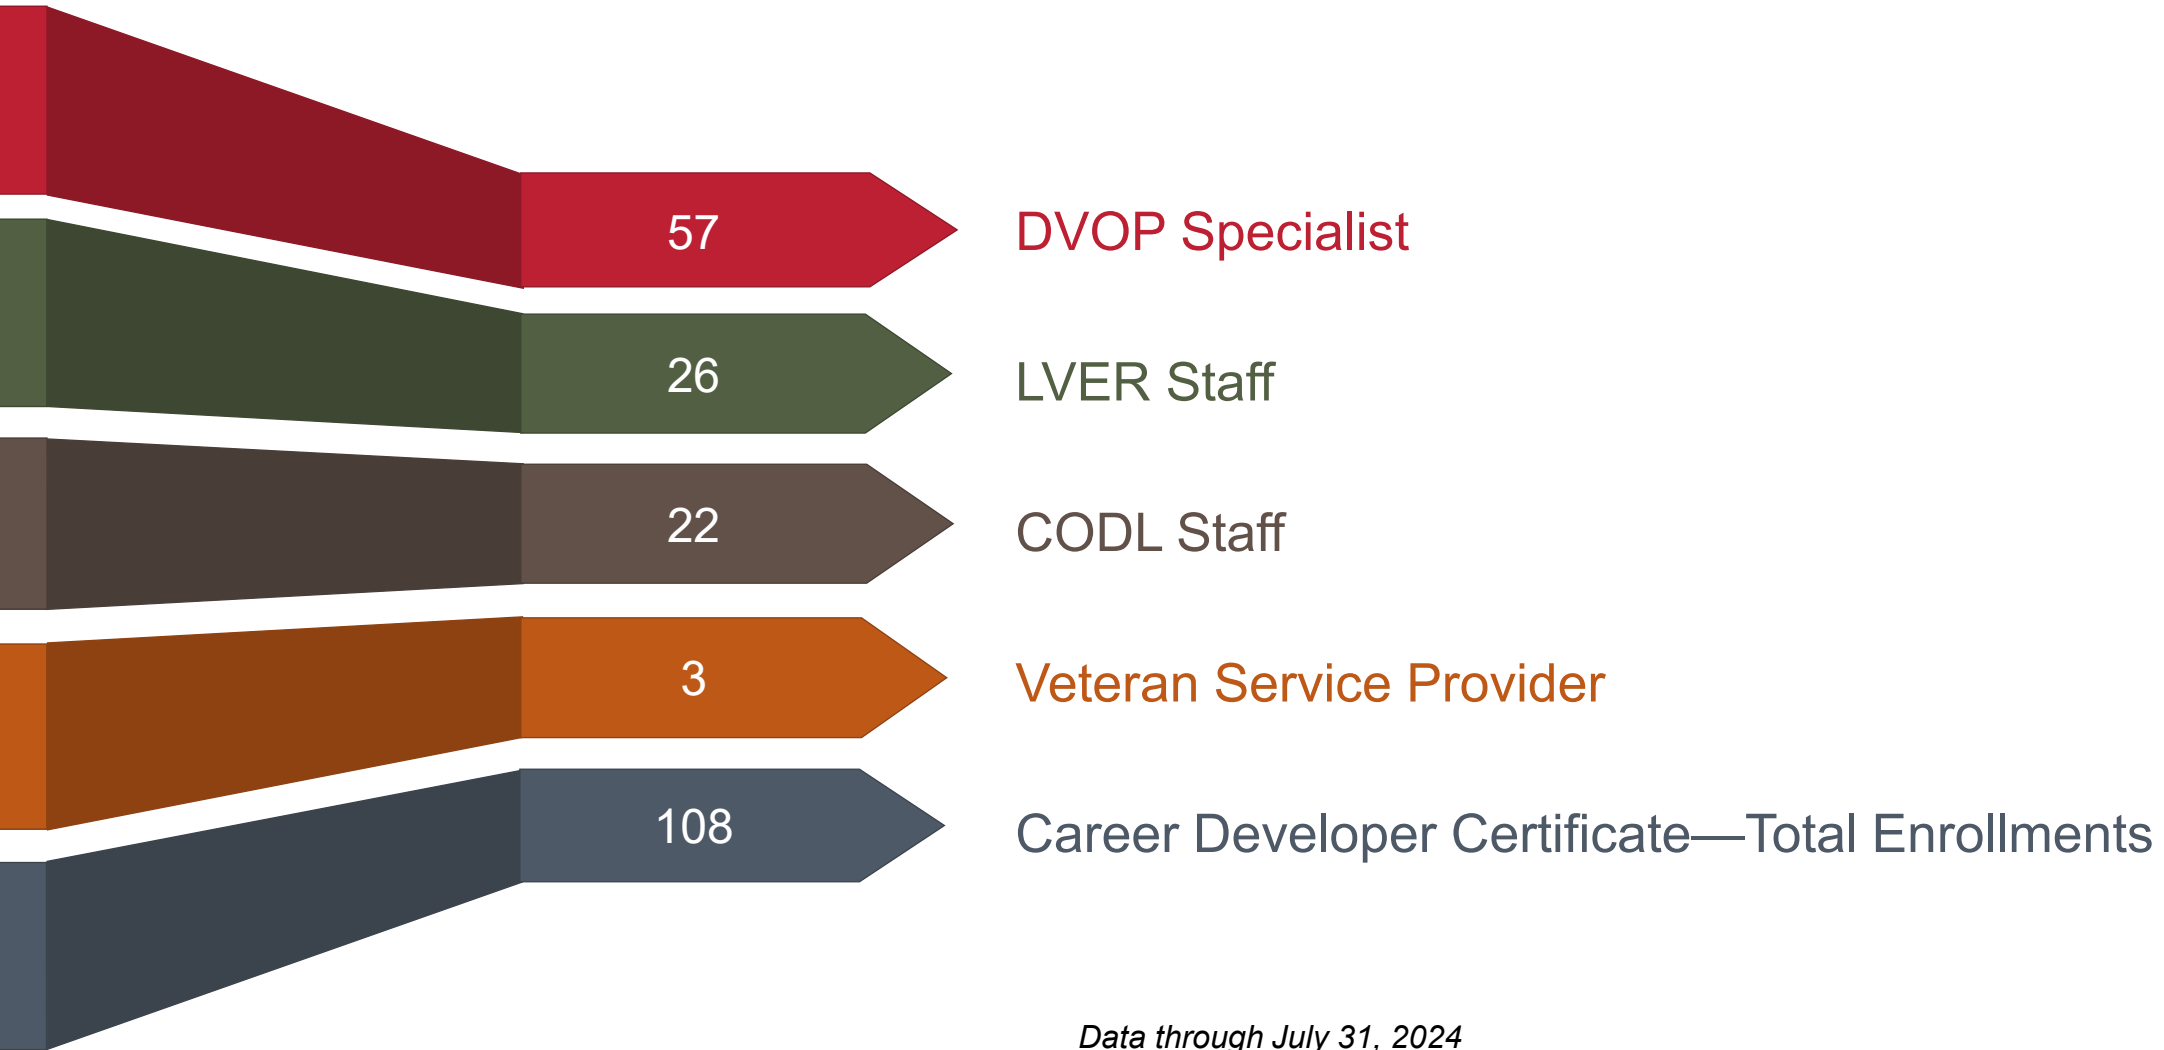 57 DVOP Specialist
26 LVER Staff
22 CODL Staff
3 Veteran Service Provider
108 Career Developer Certificate—Total Enrollments
Data through July 31, 2024